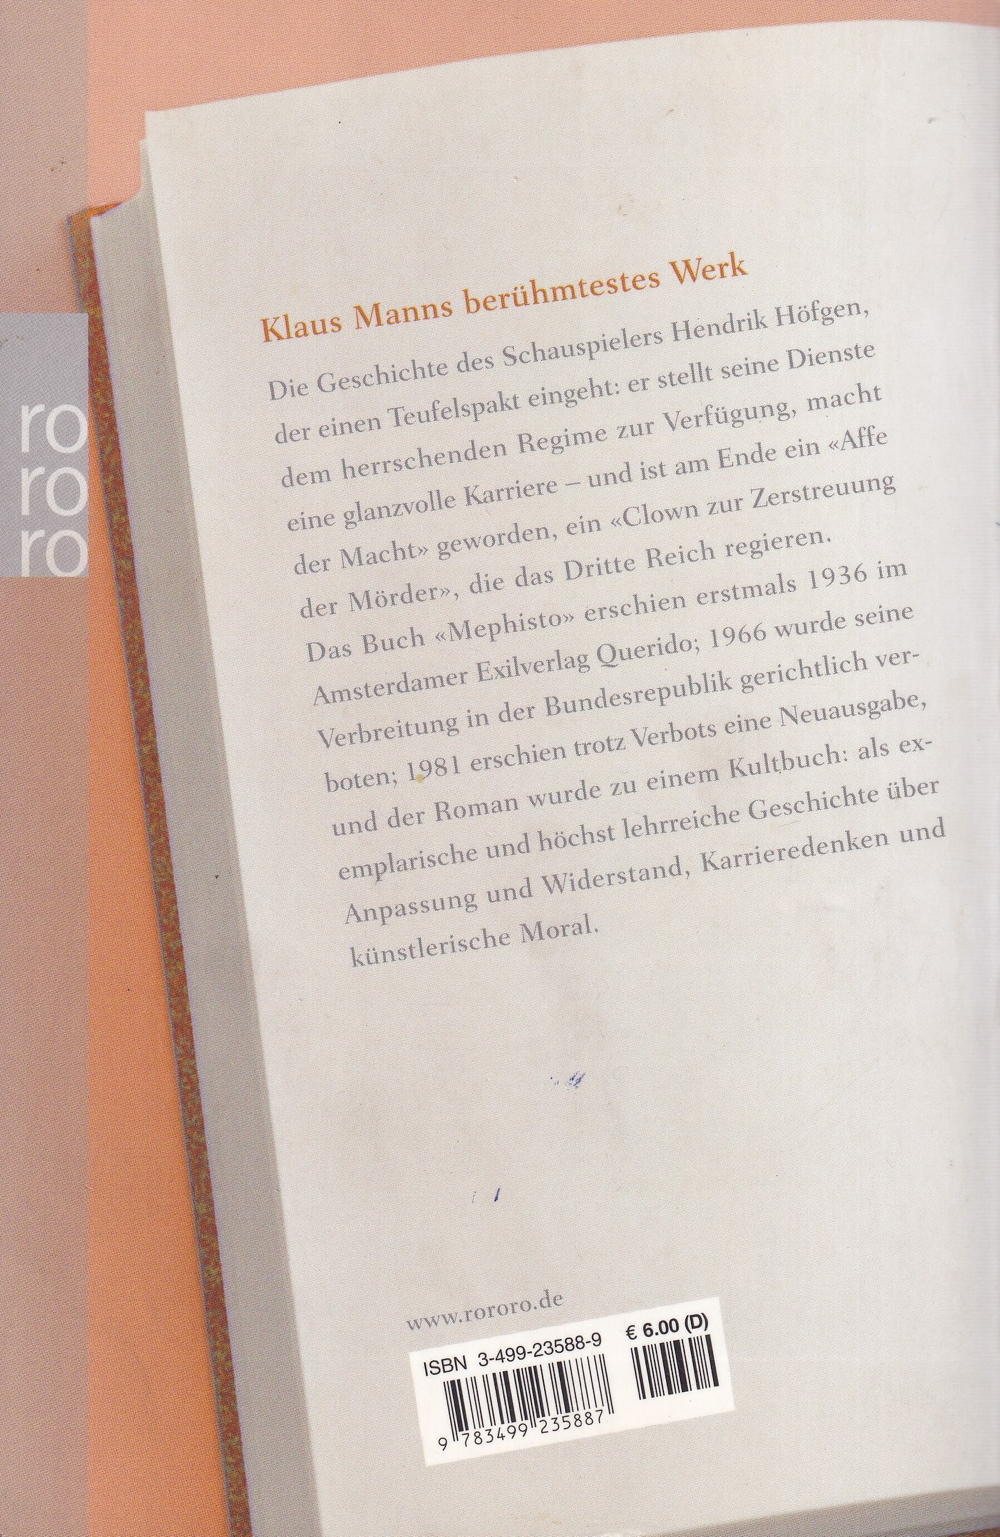 ro
ro
ro
Klaus Manns berühmtestes Werk
Die Geschichte des Schauspielers Hendrik Höfgen,
der einen Teufelspakt eingeht: er stellt seine Dienste
dem herrschenden Regime zur Verfügung, macht
eine glanzvolle Karriere – und ist am Ende ein «Affe
der Macht» geworden, ein «Clown zur Zerstreuung
der Mörder», die das Dritte Reich regieren.
Das Buch «Mephisto» erschien erstmals 1936 im
Amsterdamer Exilverlag Querido; 1966 wurde seine
Verbreitung in der Bundesrepublik gerichtlich ver-
boten; 1981 erschien trotz Verbots eine Neuausgabe,
und der Roman wurde zu einem Kultbuch: als ex-
emplarische und höchst lehrreiche Geschichte über
Anpassung und Widerstand, Karrieredenken und
künstlerische Moral.
www.rororo.de
ISBN 3-499-23588-9 € 6.00 (D)
9 783499 235887